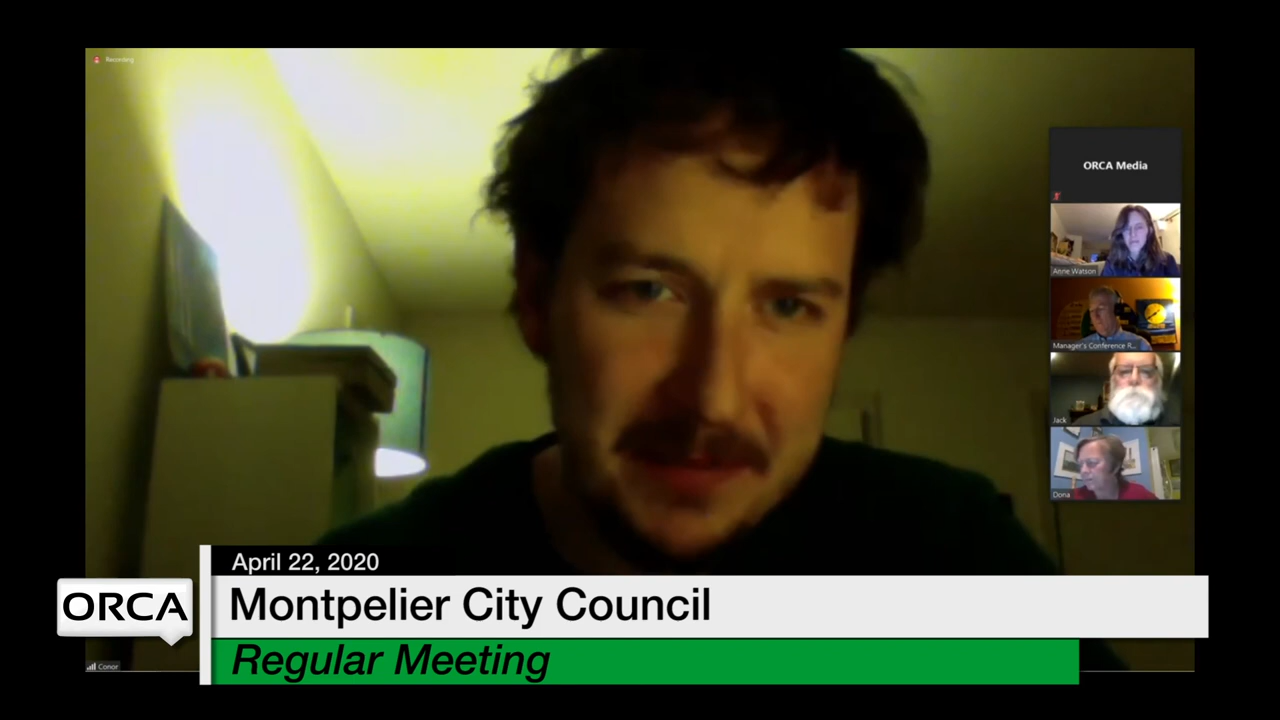 Recording
ORCA Media
Anne Watson
Manager's Conference R...
Jack
Dona
April 22, 2020
Montpelier City Council
ORCA
Regular Meeting
Conor